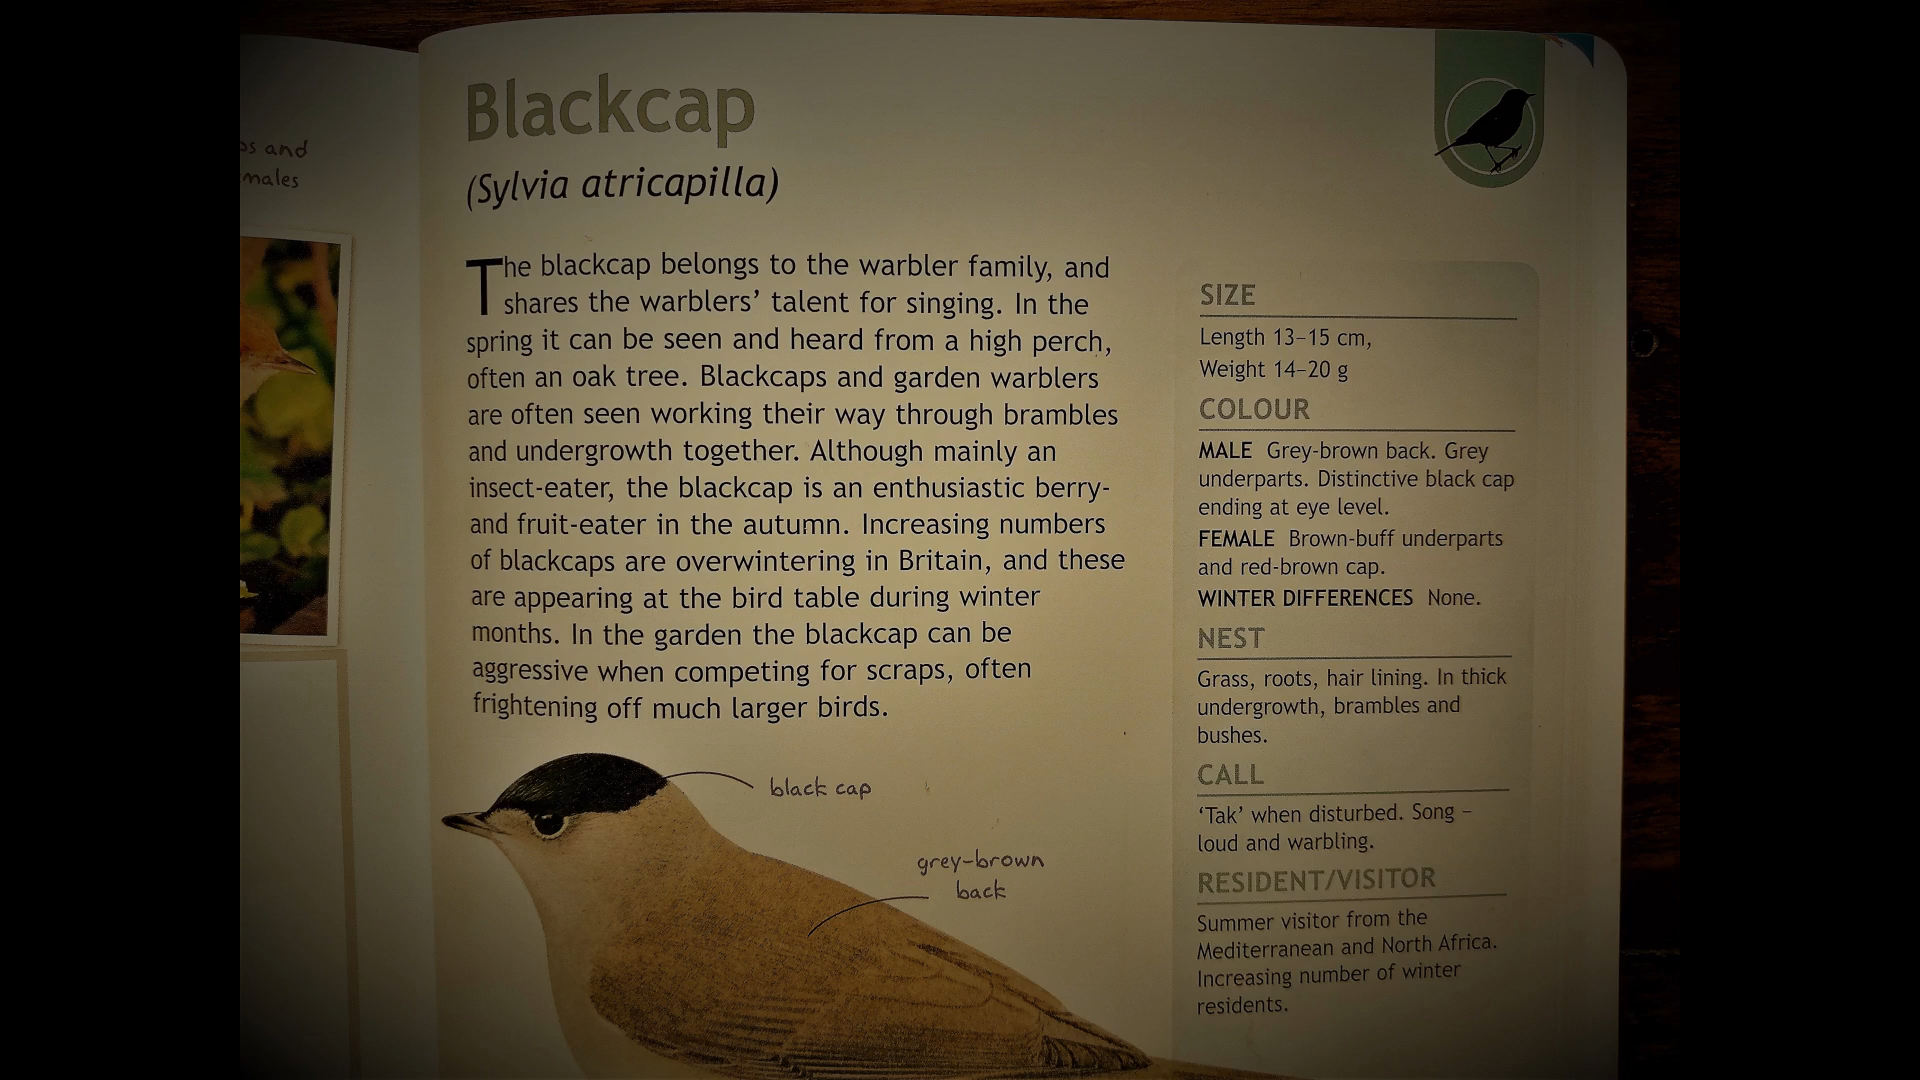 os and
males
Blackcap
(Sylvia atricapilla)
The blackcap belongs to the warbler family, and
shares the warblers’ talent for singing. In the
spring it can be seen and heard from a high perch,
often an oak tree. Blackcaps and garden warblers
are often seen working their way through brambles
and undergrowth together. Although mainly an
insect-eater, the blackcap is an enthusiastic berry-
and fruit-eater in the autumn. Increasing numbers
of blackcaps are overwintering in Britain, and these
are appearing at the bird table during winter
months. In the garden the blackcap can be
aggressive when competing for scraps, often
frightening off much larger birds.
black cap
grey-brown
back
SIZE
Length 13–15 cm,
Weight 14–20 g
COLOUR
MALE Grey-brown back. Grey
underparts. Distinctive black cap
ending at eye level.
FEMALE Brown-buff underparts
and red-brown cap.
WINTER DIFFERENCES None.
NEST
Grass, roots, hair lining. In thick
undergrowth, brambles and
bushes.
CALL
‘Tak’ when disturbed. Song –
loud and warbling.
RESIDENT/VISITOR
Summer visitor from the
Mediterranean and North Africa.
Increasing number of winter
residents.